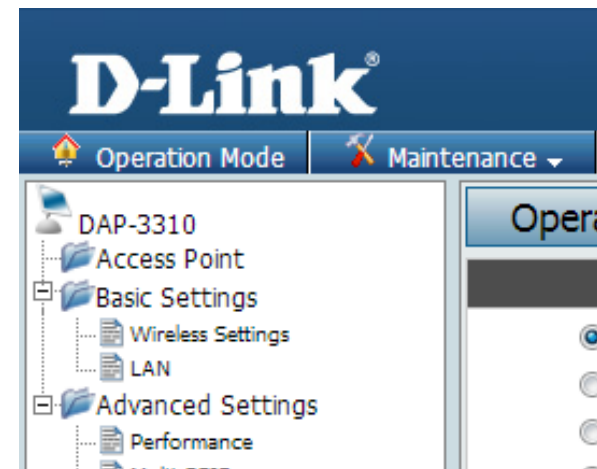 D-Link®
Operation Mode Maintenance
DAP-3310
Opera
Access Point
Basic Settings
Wireless Settings
LAN
Advanced Settings
Performance